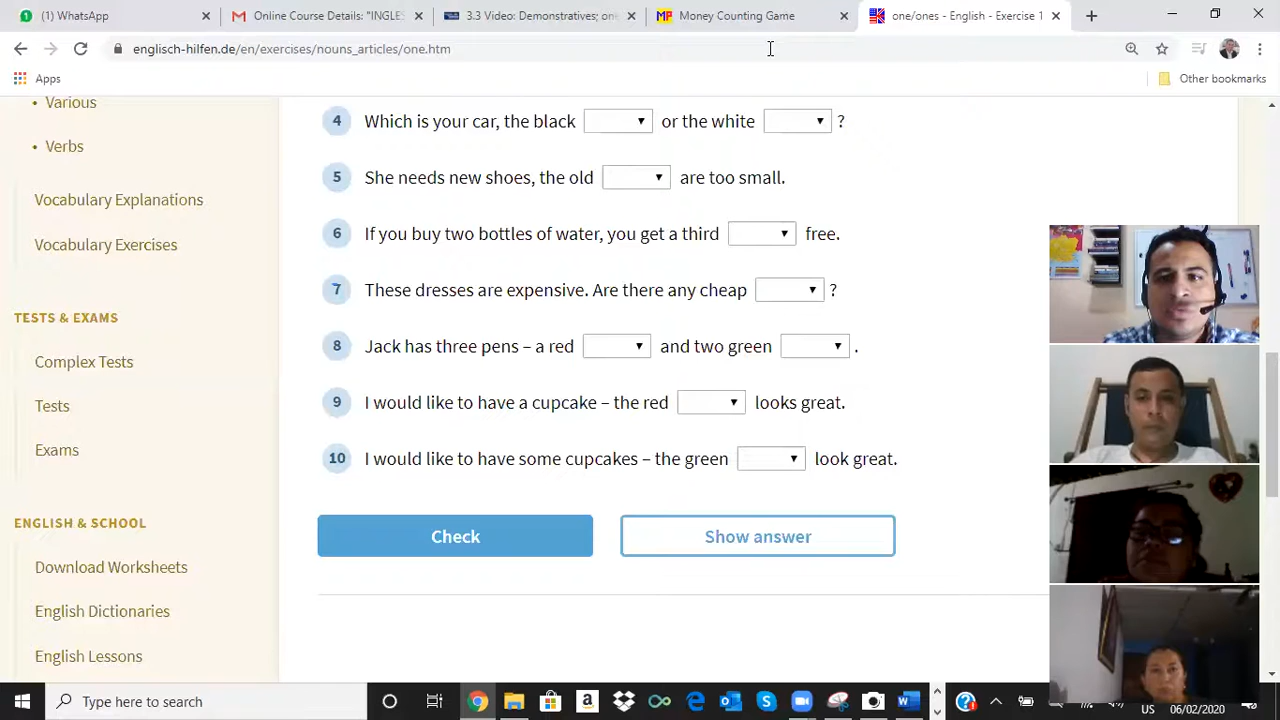 (1) WhatsApp
Online Course Details: "INGLES
3.3 Video: Demonstratives; one
Money Counting Game
one/ones - English - Exercise 1
englisch-hilfen.de/en/exercises/nouns_articles/one.htm
Apps
Other bookmarks
• Various
• Verbs
Vocabulary Explanations
Vocabulary Exercises
TESTS & EXAMS
Complex Tests
Tests
Exams
ENGLISH & SCHOOL
Download Worksheets
English Dictionaries
English Lessons
4 Which is your car, the black or the white ?
5 She needs new shoes, the old are too small.
6 If you buy two bottles of water, you get a third free.
7 These dresses are expensive. Are there any cheap ?
8 Jack has three pens – a red and two green .
9 I would like to have a cupcake – the red looks great.
10 I would like to have some cupcakes – the green look great.
Check
Show answer
Type here to search
US
06/02/2020